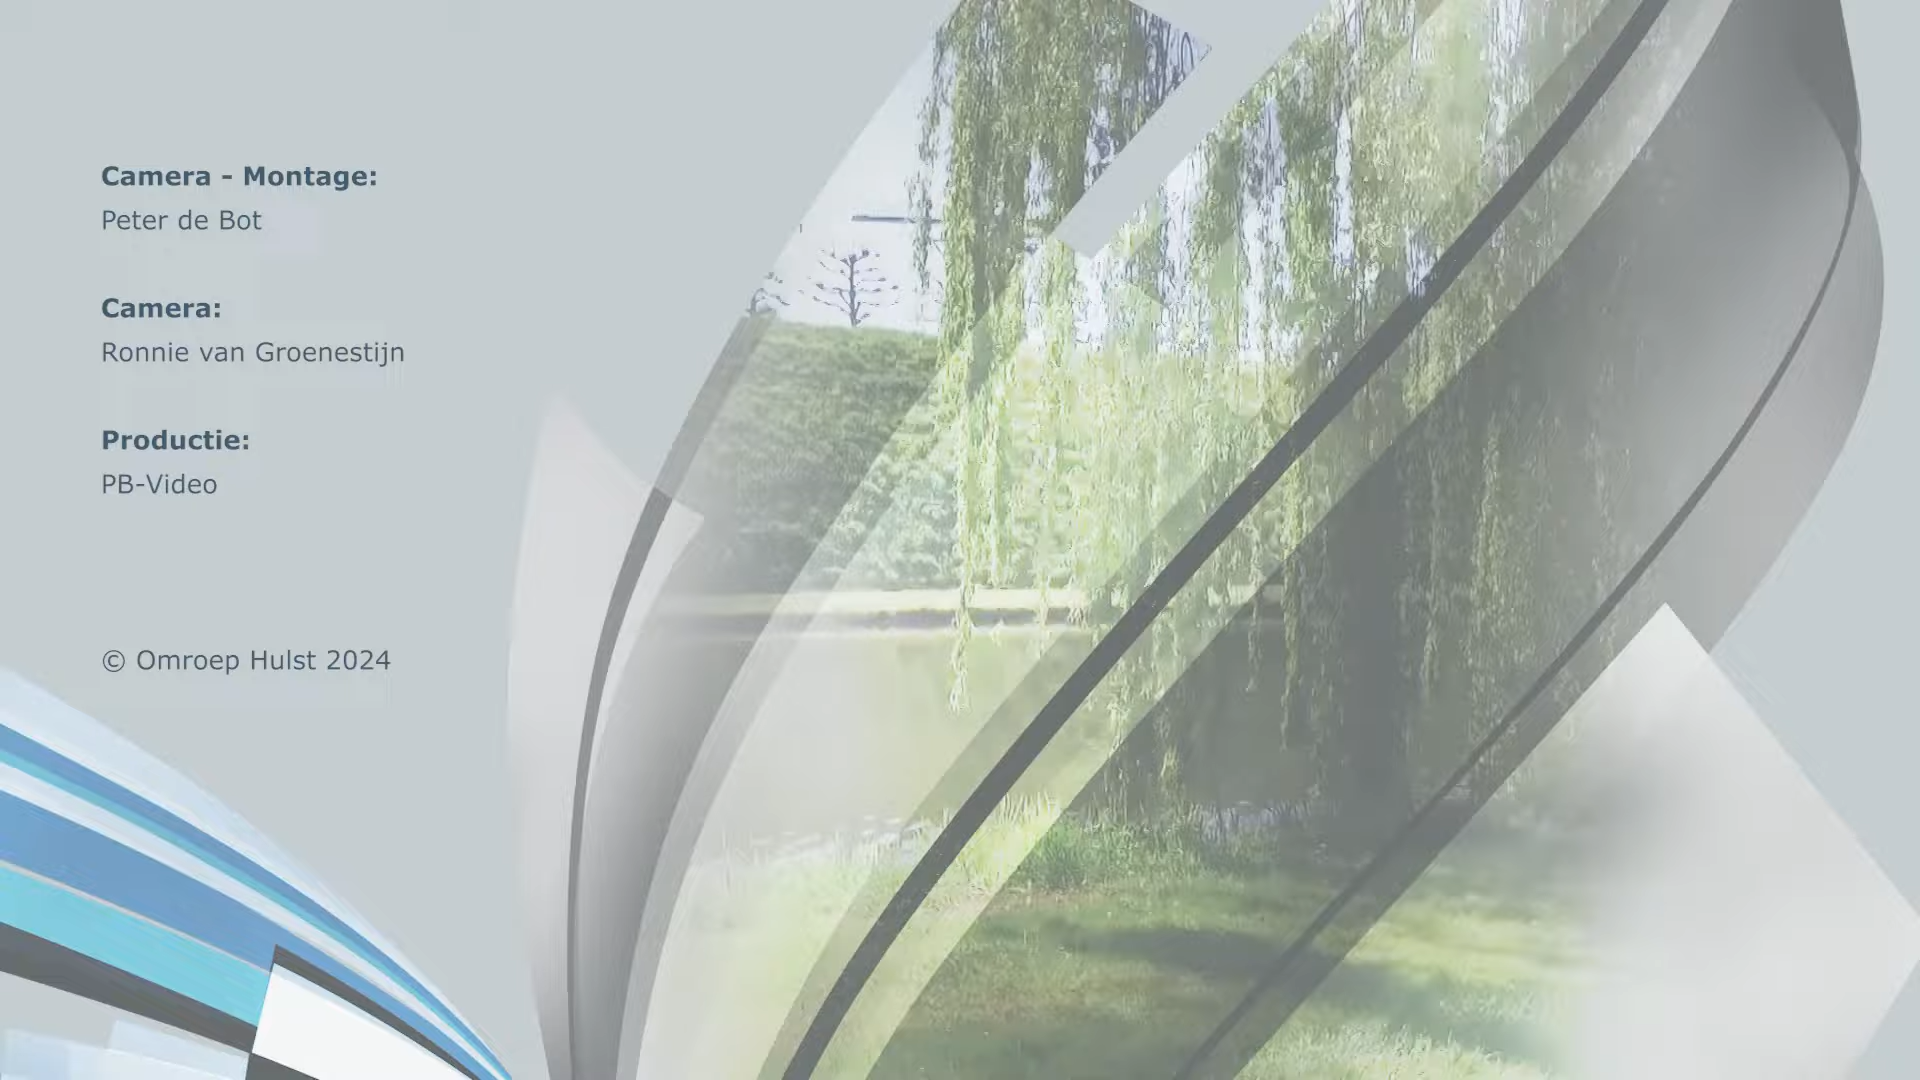 Camera - Montage:
Peter de Bot
Camera:
Ronnie van Groenestijn
Productie:
PB-Video
© Omroep Hulst 2024